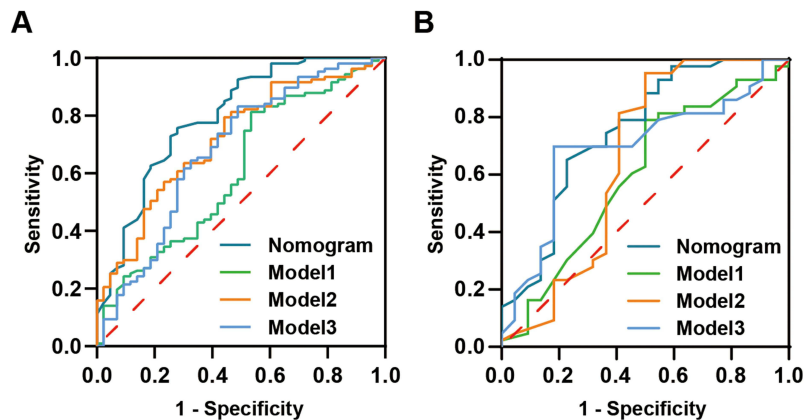 A
Sensitivity
1.0
0.8
0.6
0.4
0.2
0.0
Nomogram
Model1
Model2
Model3
0.0 0.2 0.4 0.6 0.8 1.0
1 - Specificity
B
Sensitivity
1.0
0.8
0.6
0.4
0.2
0.0
Nomogram
Model1
Model2
Model3
0.0 0.2 0.4 0.6 0.8 1.0
1 - Specificity